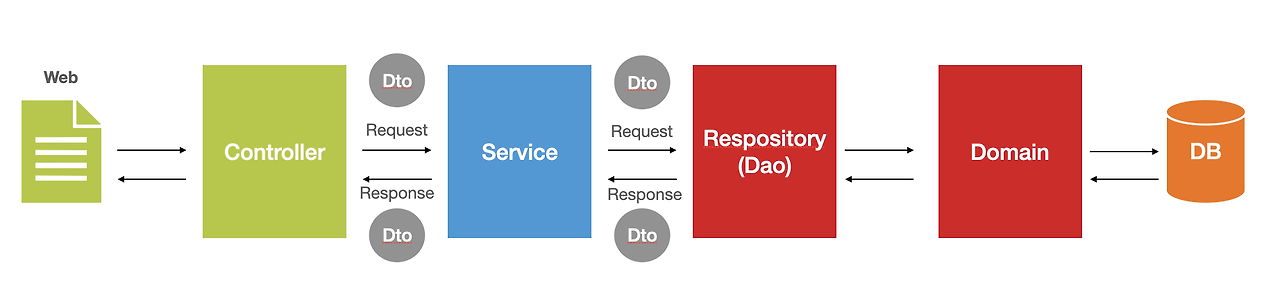 Web
Controller
Dto
Request
Response
Dto
Service
Dto
Request
Response
Dto
Respository
(Dao)
Domain
DB